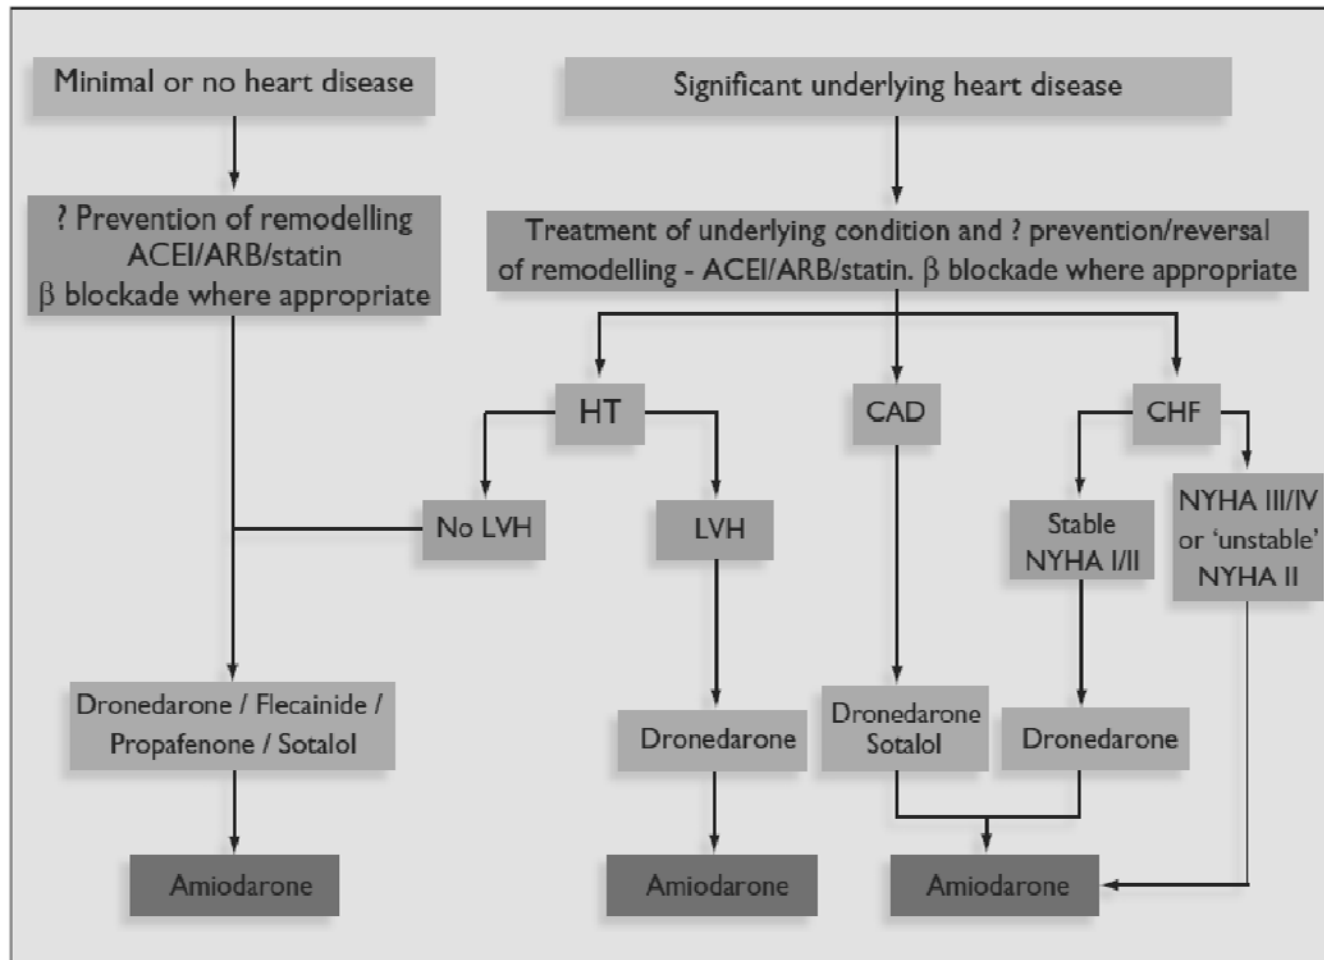 Minimal or no heart disease
Significant underlying heart disease
? Prevention of remodelling
ACEI/ARB/statin
β blockade where appropriate
Treatment of underlying condition and ? prevention/reversal
of remodelling - ACEI/ARB/statin. β blockade where appropriate
HT
CAD
CHF
No LVH
LVH
Stable
NYHA I/II
NYHA III/IV
or ‘unstable’
NYHA II
Dronedarone / Flecainide /
Propafenone / Sotalol
Dronedarone
Dronedarone
Sotalol
Dronedarone
Amiodarone
Amiodarone
Amiodarone